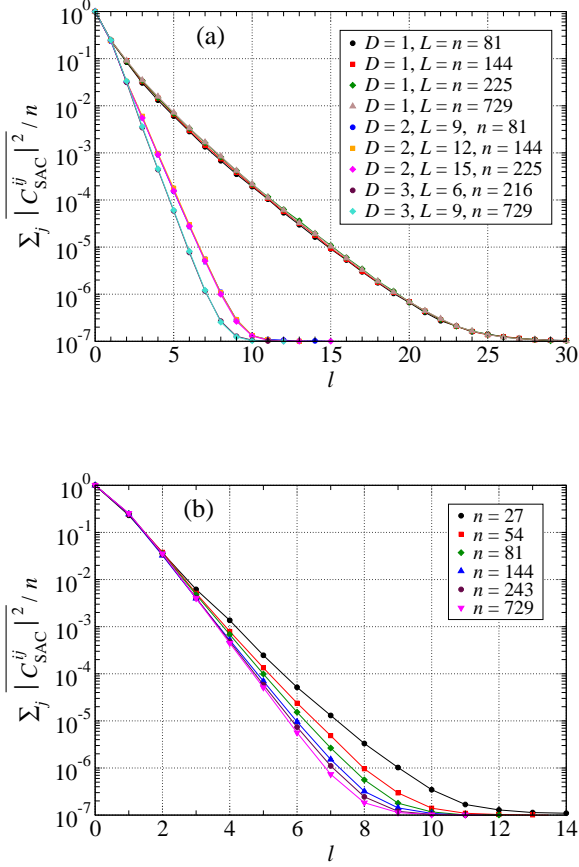 (a)
10^0
10^-1
10^-2
10^-3
10^-4
10^-5
10^-6
10^-7
Σ_j | C_SAC^ij |^2 / n
D = 1, L = n = 81
D = 1, L = n = 144
D = 1, L = n = 225
D = 1, L = n = 729
D = 2, L = 9, n = 81
D = 2, L = 12, n = 144
D = 2, L = 15, n = 225
D = 3, L = 6, n = 216
D = 3, L = 9, n = 729
0 5 10 15 20 25 30
l
(b)
10^0
10^-1
10^-2
10^-3
10^-4
10^-5
10^-6
10^-7
Σ_j | C_SAC^ij |^2 / n
n = 27
n = 54
n = 81
n = 144
n = 243
n = 729
0 2 4 6 8 10 12 14
l